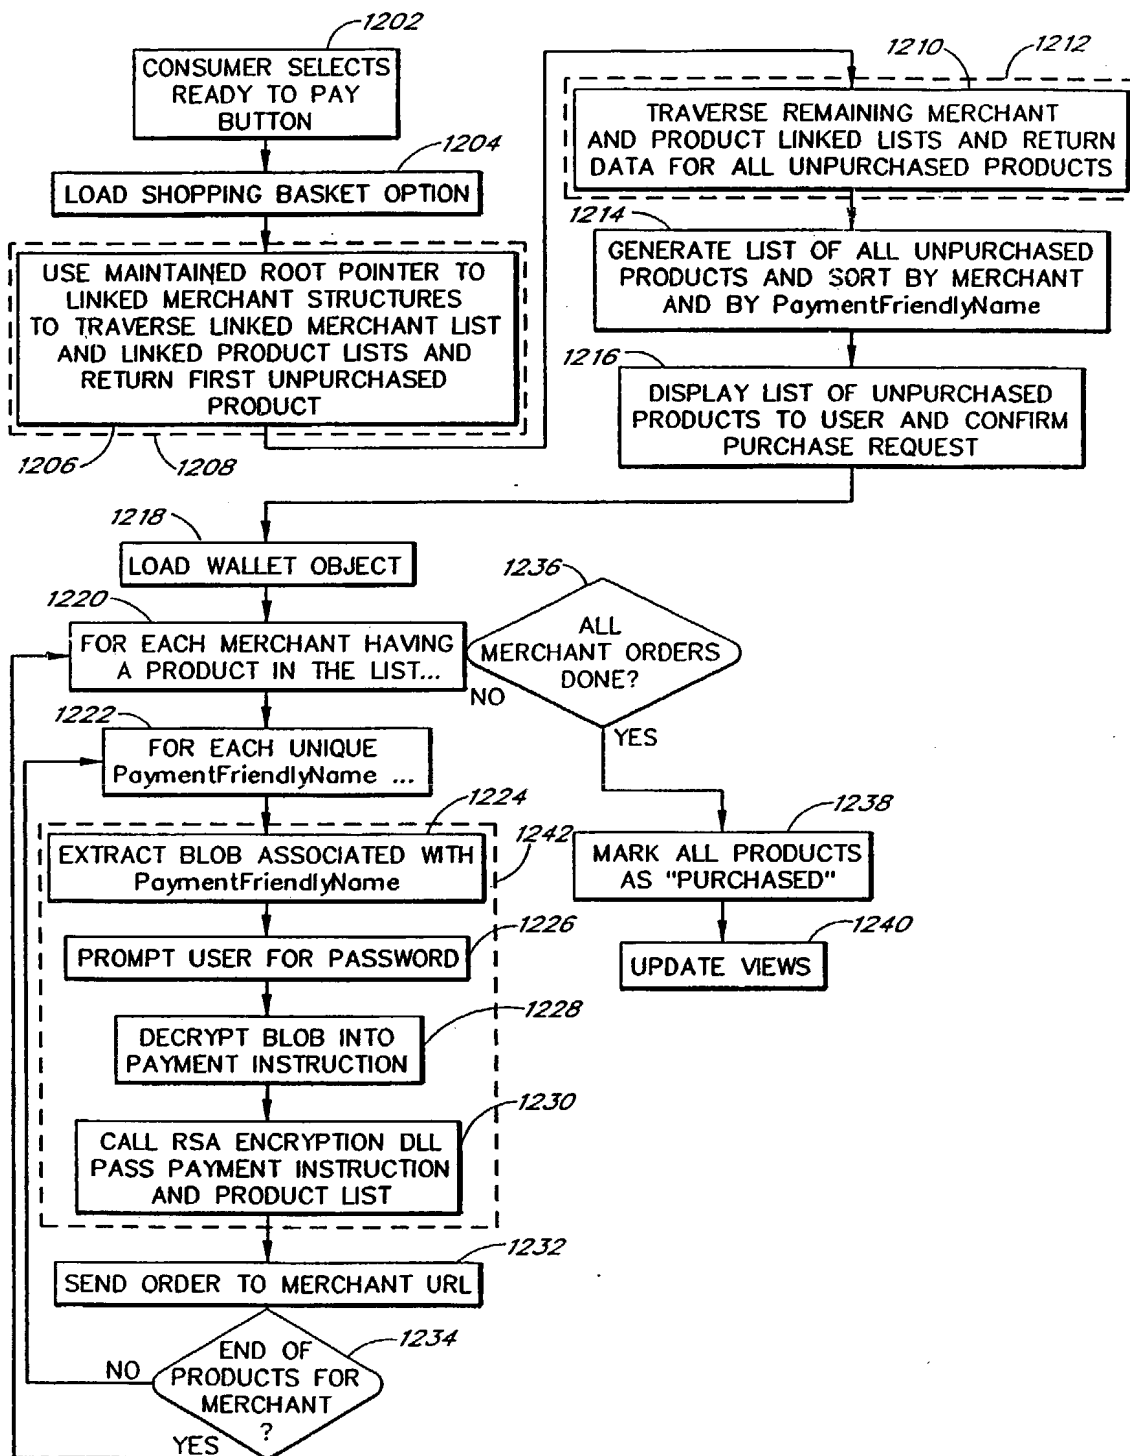 1202
CONSUMER SELECTS
READY TO PAY
BUTTON
1204
LOAD SHOPPING BASKET OPTION
USE MAINTAINED ROOT POINTER TO
LINKED MERCHANT STRUCTURES
TO TRAVERSE LINKED MERCHANT LIST
AND LINKED PRODUCT LISTS AND
RETURN FIRST UNPURCHASED
PRODUCT
1206
1208
1210
1212
TRAVERSE REMAINING MERCHANT
AND PRODUCT LINKED LISTS AND RETURN
DATA FOR ALL UNPURCHASED PRODUCTS
1214
GENERATE LIST OF ALL UNPURCHASED
PRODUCTS AND SORT BY MERCHANT
AND BY PaymentFriendlyName
1216
DISPLAY LIST OF UNPURCHASED
PRODUCTS TO USER AND CONFIRM
PURCHASE REQUEST
1218
LOAD WALLET OBJECT
1220
FOR EACH MERCHANT HAVING
A PRODUCT IN THE LIST...
1236
ALL
MERCHANT ORDERS
DONE?
NO
YES
1222
FOR EACH UNIQUE
PaymentFriendlyName ...
1224
1242
EXTRACT BLOB ASSOCIATED WITH
PaymentFriendlyName
1226
PROMPT USER FOR PASSWORD
1228
DECRYPT BLOB INTO
PAYMENT INSTRUCTION
1230
CALL RSA ENCRYPTION DLL
PASS PAYMENT INSTRUCTION
AND PRODUCT LIST
1232
SEND ORDER TO MERCHANT URL
1234
END OF
PRODUCTS FOR
MERCHANT
?
NO
YES
1238
MARK ALL PRODUCTS
AS "PURCHASED"
1240
UPDATE VIEWS